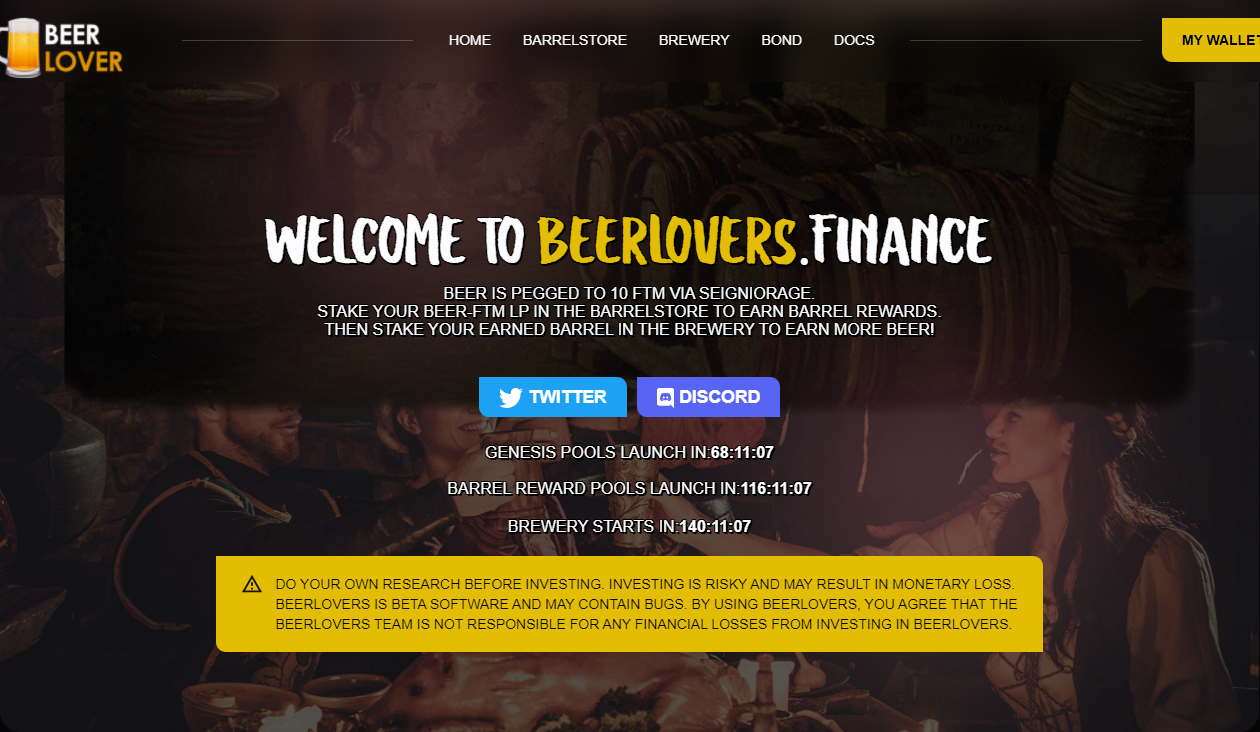 BEER
LOVER
HOME
BARRELSTORE
BREWERY
BOND
DOCS
MY WALLET
WELCOME TO BEERLOVERS.FINANCE
BEER IS PEGGED TO 10 FTM VIA SEIGNIORAGE.
STAKE YOUR BEER-FTM LP IN THE BARRELSTORE TO EARN BARREL REWARDS.
THEN STAKE YOUR EARNED BARREL IN THE BREWERY TO EARN MORE BEER!
TWITTER
DISCORD
GENESIS POOLS LAUNCH IN:68:11:07
BARREL REWARD POOLS LAUNCH IN:116:11:07
BREWERY STARTS IN:140:11:07
DO YOUR OWN RESEARCH BEFORE INVESTING. INVESTING IS RISKY AND MAY RESULT IN MONETARY LOSS.
BEERLOVERS IS BETA SOFTWARE AND MAY CONTAIN BUGS. BY USING BEERLOVERS, YOU AGREE THAT THE
BEERLOVERS TEAM IS NOT RESPONSIBLE FOR ANY FINANCIAL LOSSES FROM INVESTING IN BEERLOVERS.